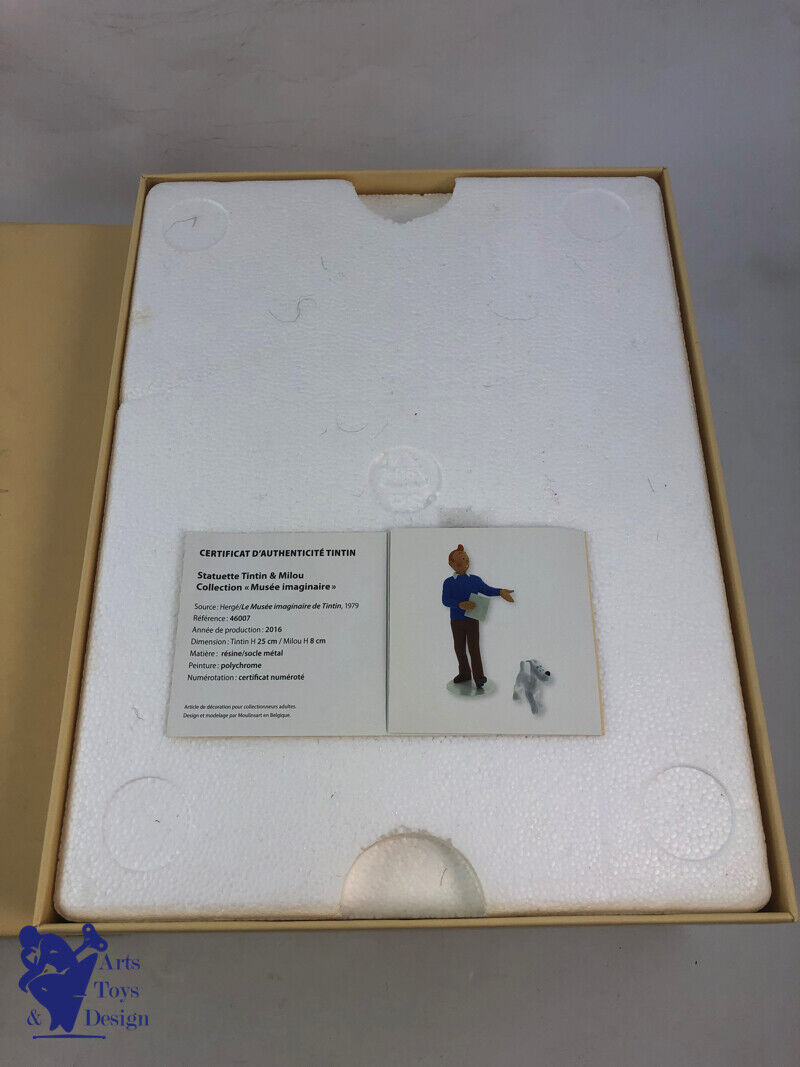 CERTIFICAT D'AUTHENTICITÉ TINTIN
Statuette Tintin & Milou
Collection « Musée imaginaire »
Source : Hergé/Le Musée imaginaire de Tintin, 1979
Référence : 46007
Année de production : 2016
Dimension : Tintin H 25 cm / Milou H 8 cm
Matière : résine/socle métal
Peinture : polychrome
Numérotation : certificat numéroté
Article de décoration pour collectionneurs adultes.
Design et modelage par Moulinsart en Belgique.
Arts
Toys
& Design